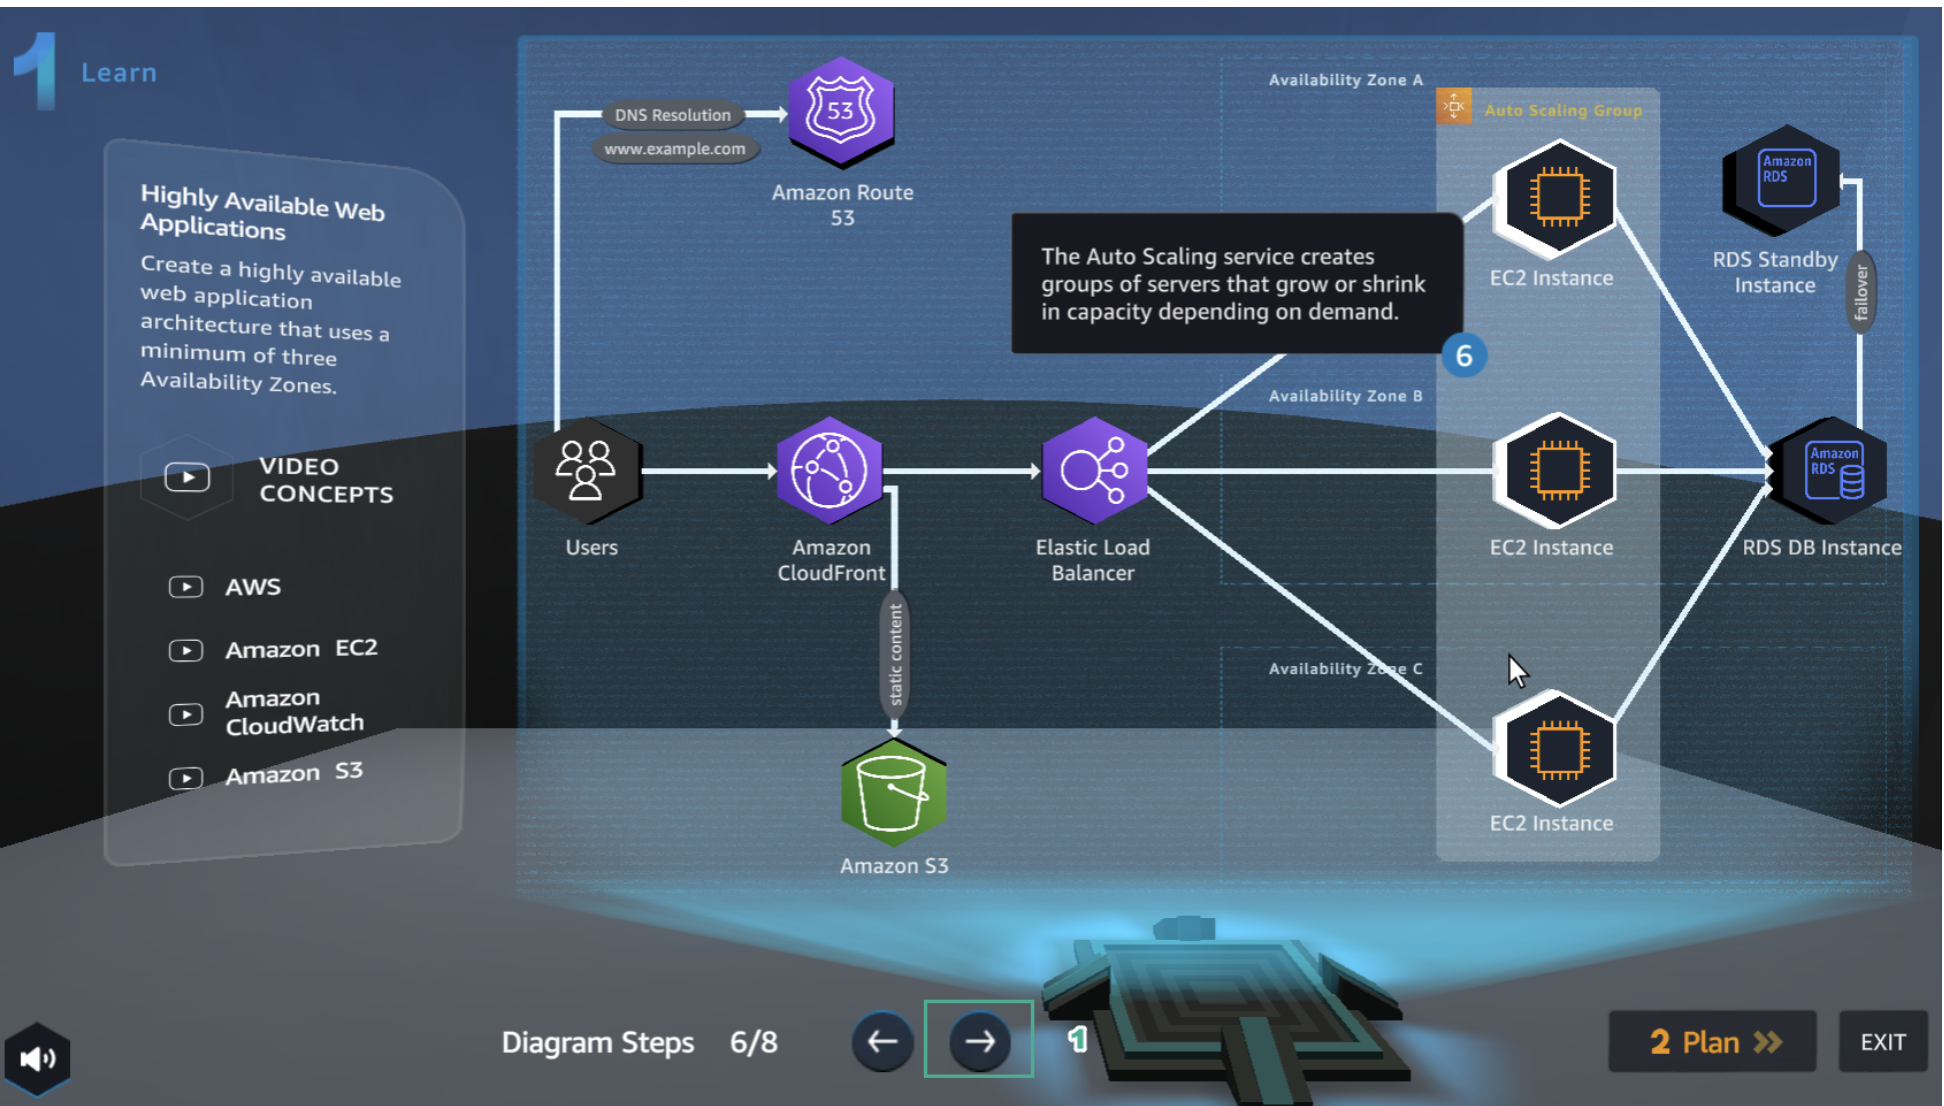 1 Learn
Highly Available Web
Applications
Create a highly available
web application
architecture that uses a
minimum of three
Availability Zones.
VIDEO
CONCEPTS
AWS
Amazon EC2
Amazon
CloudWatch
Amazon S3
DNS Resolution
www.example.com
53
Amazon Route
53
Availability Zone A
Auto Scaling Group
EC2 Instance
Amazon
RDS
RDS Standby
Instance
failover
The Auto Scaling service creates
groups of servers that grow or shrink
in capacity depending on demand.
6
Availability Zone B
Users
Amazon
CloudFront
Elastic Load
Balancer
EC2 Instance
Amazon
RDS
RDS DB Instance
static content
Availability Zone C
EC2 Instance
Amazon S3
Diagram Steps 6/8
1
2 Plan
EXIT